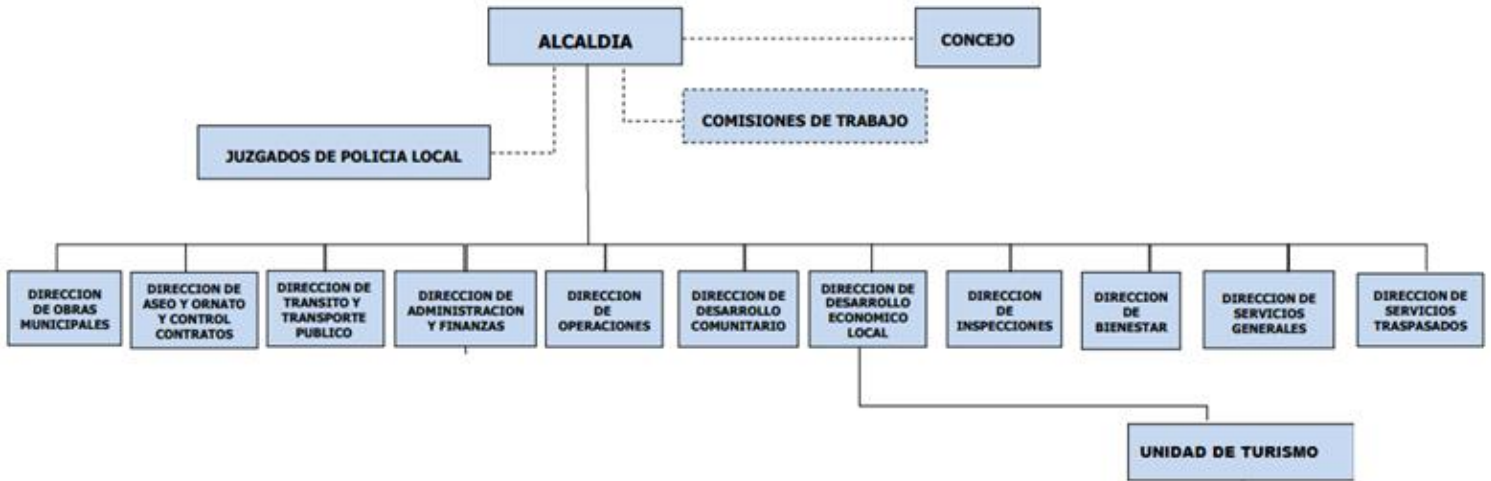 ALCALDIA
CONCEJO
COMISIONES DE TRABAJO
JUZGADOS DE POLICIA LOCAL
DIRECCION
DE OBRAS
MUNICIPALES
DIRECCION DE
ASEO Y ORNATO
Y CONTROL
CONTRATOS
DIRECCION DE
TRANSITO Y
TRANSPORTE
PUBLICO
DIRECCION DE
ADMINISTRACION
Y FINANZAS
DIRECCION
DE
OPERACIONES
DIRECCION DE
DESARROLLO
COMUNITARIO
DIRECCION DE
DESARROLLO
ECONOMICO
LOCAL
DIRECCION
DE
INSPECCIONES
DIRECCION
DE
BIENESTAR
DIRECCION DE
SERVICIOS
GENERALES
DIRECCION DE
SERVICIOS
TRASPASADOS
UNIDAD DE TURISMO